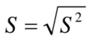 S = √S²